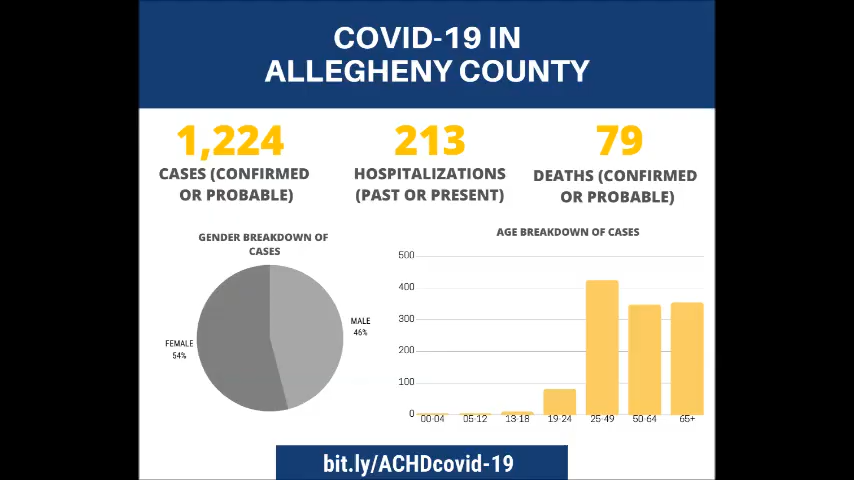 COVID-19 IN
ALLEGHENY COUNTY
1,224
CASES (CONFIRMED
OR PROBABLE)
213
HOSPITALIZATIONS
(PAST OR PRESENT)
79
DEATHS (CONFIRMED
OR PROBABLE)
GENDER BREAKDOWN OF
CASES
MALE
46%
FEMALE
54%
AGE BREAKDOWN OF CASES
500
400
300
200
100
0
00-04 05-12 13-18 19-24 25-49 50-64 65+
bit.ly/ACHDcovid-19